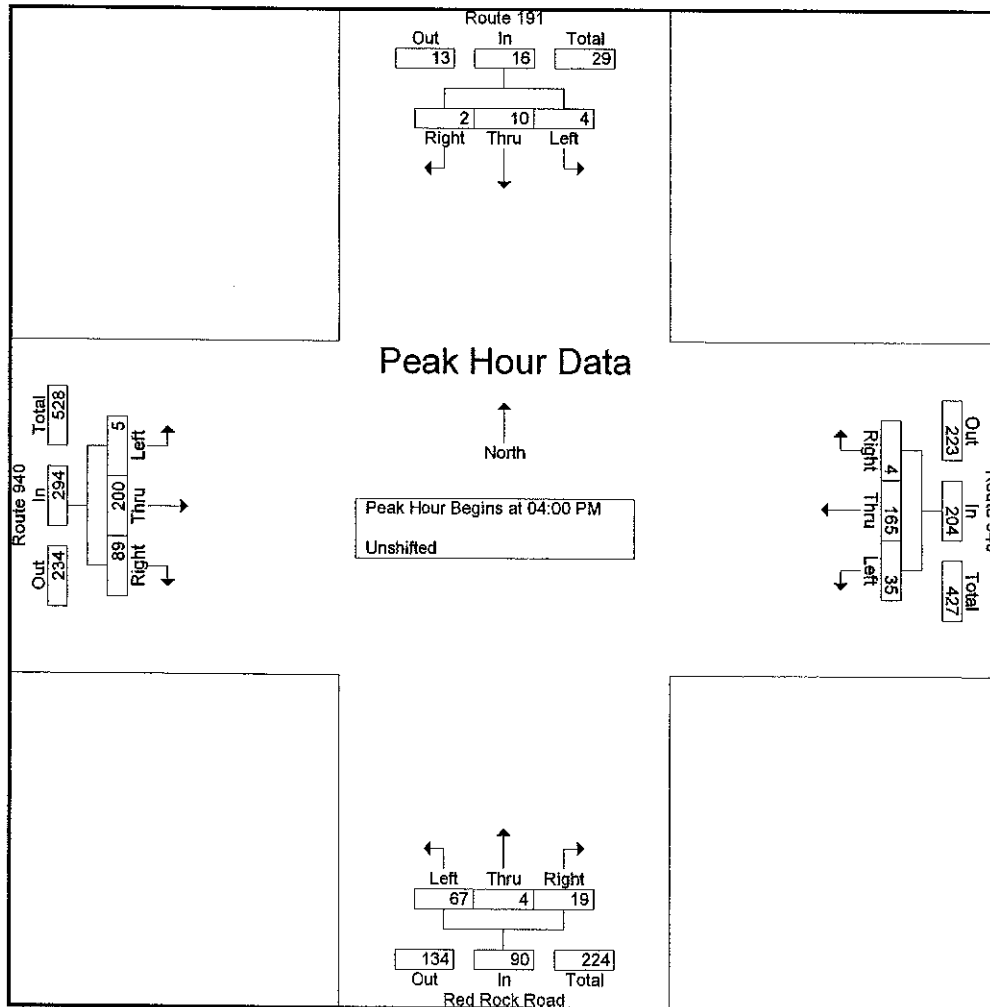 Route 191
Out In Total
13 16 29
2 10 4
Right Thru Left
Peak Hour Data
North
Peak Hour Begins at 04:00 PM
Unshifted
Route 940
Total In Out
528 294 234
5 200 89
Left Thru Right
Out In Total
223 204 427
4 165 35
Right Thru Left
Left Thru Right
67 4 19
134 90 224
Out In Total
Red Rock Road